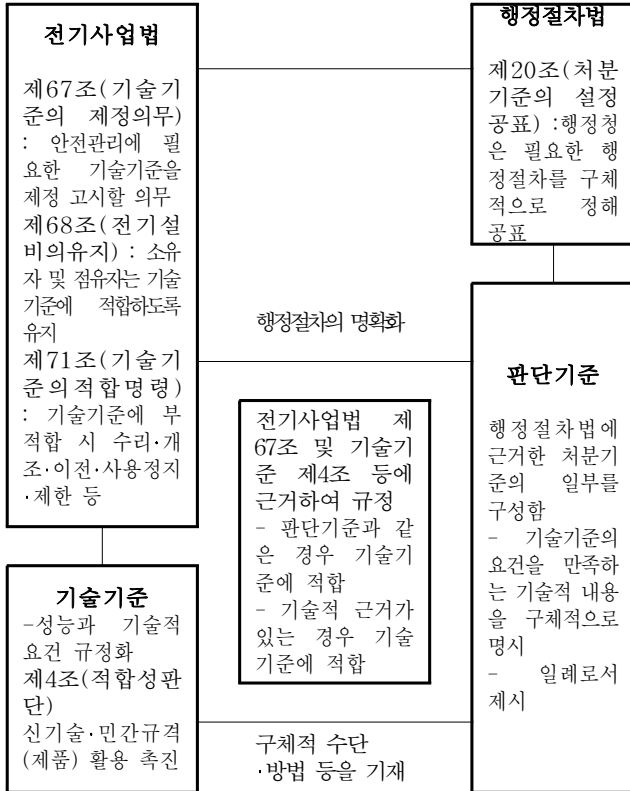 전기사업법
제67조(기술기
준의 제정의무)
: 안전관리에 필
요한 기술기준을
제정 고시할 의무
제68조(전기설
비의유지) : 소유
자 및 점유자는 기술
기준에 적합하도록
유지
제71조(기술기
준의적합명령)
: 기술기준에 부
적합 시 수리·개
조·이전·사용정지
·제한 등
행정절차법
제20조(처분
기준의 설정
공표) :행정청
은 필요한 행
정절차를 구체
적으로 정해
공표
행정절차의 명확화
전기사업법 제
67조 및 기술기
준 제4조 등에
근거하여 규정
- 판단기준과 같
은 경우 기술기
준에 적합
- 기술적 근거가
있는 경우 기술
기준에 적합
판단기준
행정절차법에
근거한 처분기
준의 일부를
구성함
- 기술기준의
요건을 만족하
는 기술적 내용
을 구체적으로
명시
- 일례로서
제시
기술기준
-성능과 기술적
요건 규정화
제4조(적합성판
단)
신기술·민간규격
(제품) 활용 촉진
구체적 수단
·방법 등을 기재